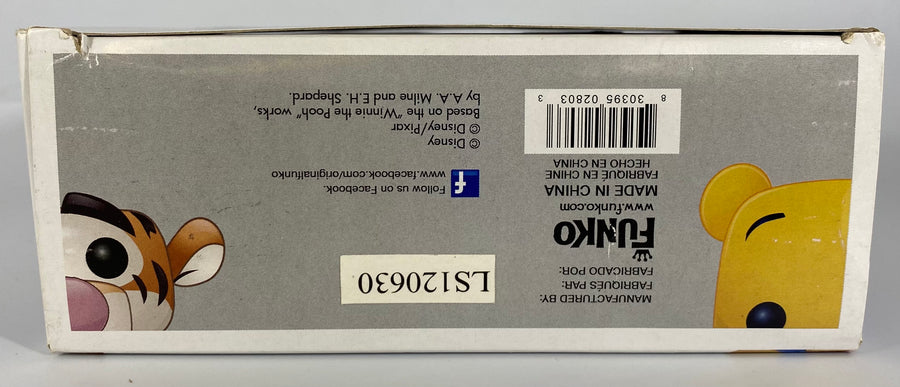 MANUFACTURED BY:
FABRIQUÉS PAR:
FABRICADO POR:
FUNKO
www.funko.com
MADE IN CHINA
FABRIQUÉ EN CHINE
HECHO EN CHINA
8 30395 02803 3
LS120630
Follow us on Facebook.
www.facebook.com/originalfunko
© Disney
© Disney/Pixar
Based on the "Winnie the Pooh" works,
by A.A. Milne and E.H. Shepard.